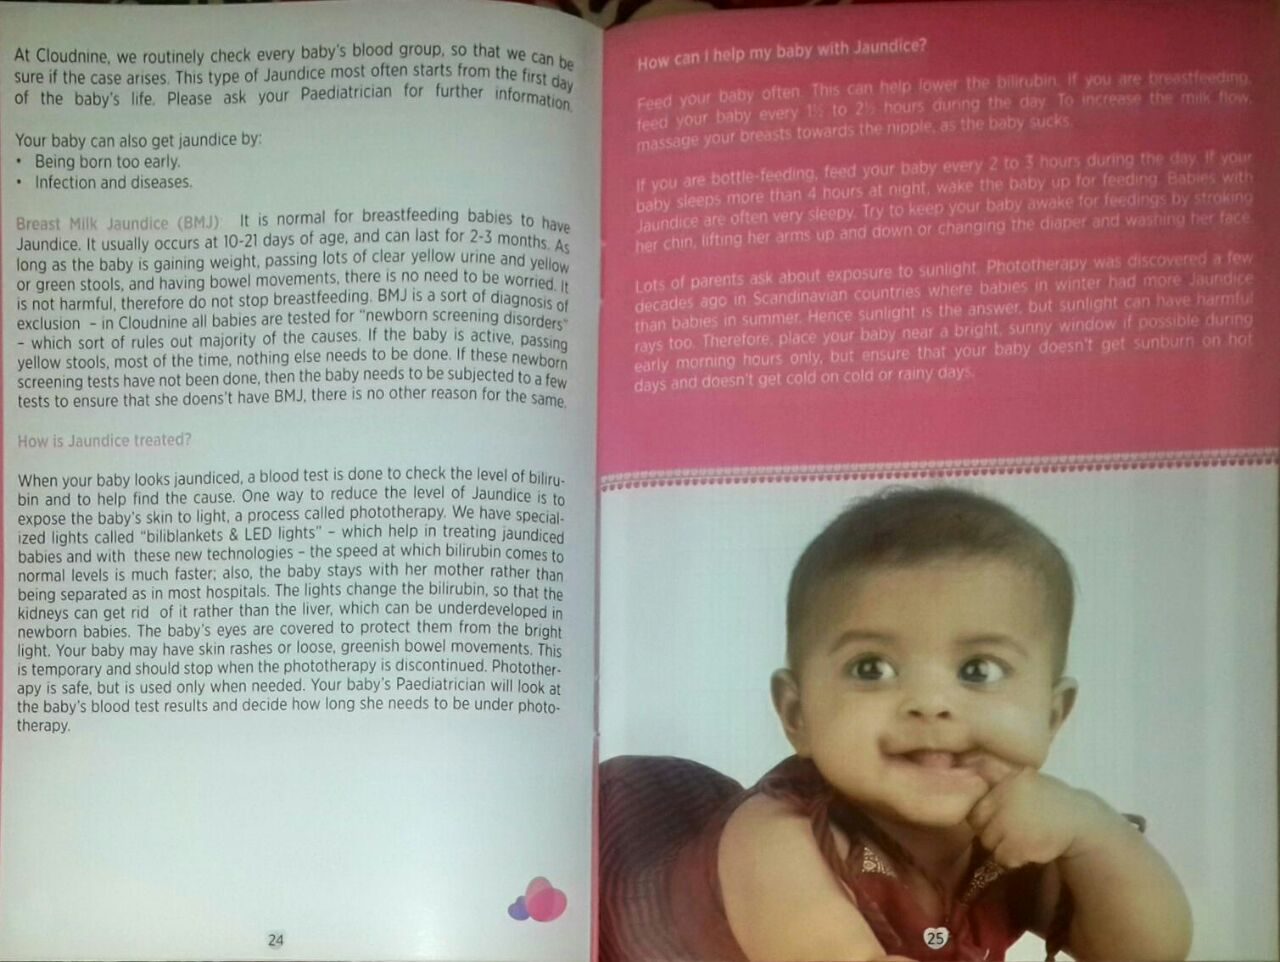 At Cloudnine, we routinely check every baby's blood group, so that we can be
sure if the case arises. This type of Jaundice most often starts from the first day
of the baby's life. Please ask your Paediatrician for further information.
Your baby can also get jaundice by:
• Being born too early.
• Infection and diseases.
Breast Milk Jaundice (BMJ): It is normal for breastfeeding babies to have
Jaundice. It usually occurs at 10-21 days of age, and can last for 2-3 months. As
long as the baby is gaining weight, passing lots of clear yellow urine and yellow
or green stools, and having bowel movements, there is no need to be worried. It
is not harmful, therefore do not stop breastfeeding. BMJ is a sort of diagnosis of
exclusion – in Cloudnine all babies are tested for "newborn screening disorders"
– which sort of rules out majority of the causes. If the baby is active, passing
yellow stools, most of the time, nothing else needs to be done. If these newborn
screening tests have not been done, then the baby needs to be subjected to a few
tests to ensure that she doens't have BMJ, there is no other reason for the same.
How is Jaundice treated?
When your baby looks jaundiced, a blood test is done to check the level of biliru-
bin and to help find the cause. One way to reduce the level of Jaundice is to
expose the baby's skin to light, a process called phototherapy. We have special-
ized lights called "biliblankets & LED lights" – which help in treating jaundiced
babies and with these new technologies – the speed at which bilirubin comes to
normal levels is much faster; also, the baby stays with her mother rather than
being separated as in most hospitals. The lights change the bilirubin, so that the
kidneys can get rid of it rather than the liver, which can be underdeveloped in
newborn babies. The baby's eyes are covered to protect them from the bright
light. Your baby may have skin rashes or loose, greenish bowel movements. This
is temporary and should stop when the phototherapy is discontinued. Photother-
apy is safe, but is used only when needed. Your baby's Paediatrician will look at
the baby's blood test results and decide how long she needs to be under photo-
therapy.
24
How can I help my baby with Jaundice?
Feed your baby often. This can help lower the bilirubin. If you are breastfeeding,
feed your baby every 1½ to 2½ hours during the day. To increase the milk flow,
massage your breasts towards the nipple, as the baby sucks.
If you are bottle-feeding, feed your baby every 2 to 3 hours during the day. If your
baby sleeps more than 4 hours at night, wake the baby up for feeding. Babies with
Jaundice are often very sleepy. Try to keep your baby awake for feedings by stroking
her chin, lifting her arms up and down or changing the diaper and washing her face.
Lots of parents ask about exposure to sunlight. Phototherapy was discovered a few
decades ago in Scandinavian countries where babies in winter had more Jaundice
than babies in summer. Hence sunlight is the answer, but sunlight can have harmful
rays too. Therefore, place your baby near a bright, sunny window if possible during
early morning hours only, but ensure that your baby doesn't get sunburn on hot
days and doesn't get cold on cold or rainy days.
25